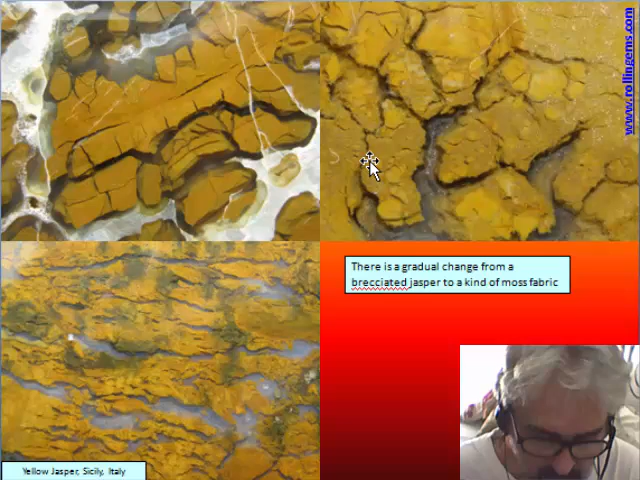 www.rollingems.com
There is a gradual change from a
brecciated jasper to a kind of moss fabric
Yellow Jasper, Sicily, Italy